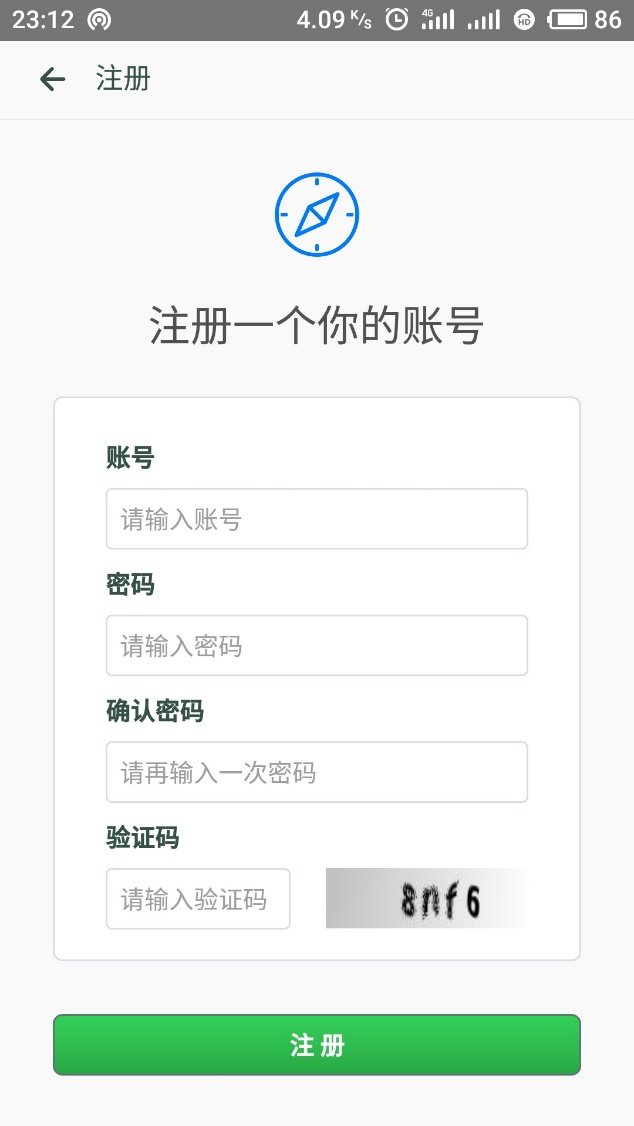 23:12 4.09 K/s 4G HD 86
注册
注册一个你的账号
账号
请输入账号
密码
请输入密码
确认密码
请再输入一次密码
验证码
请输入验证码 8nf6
注册